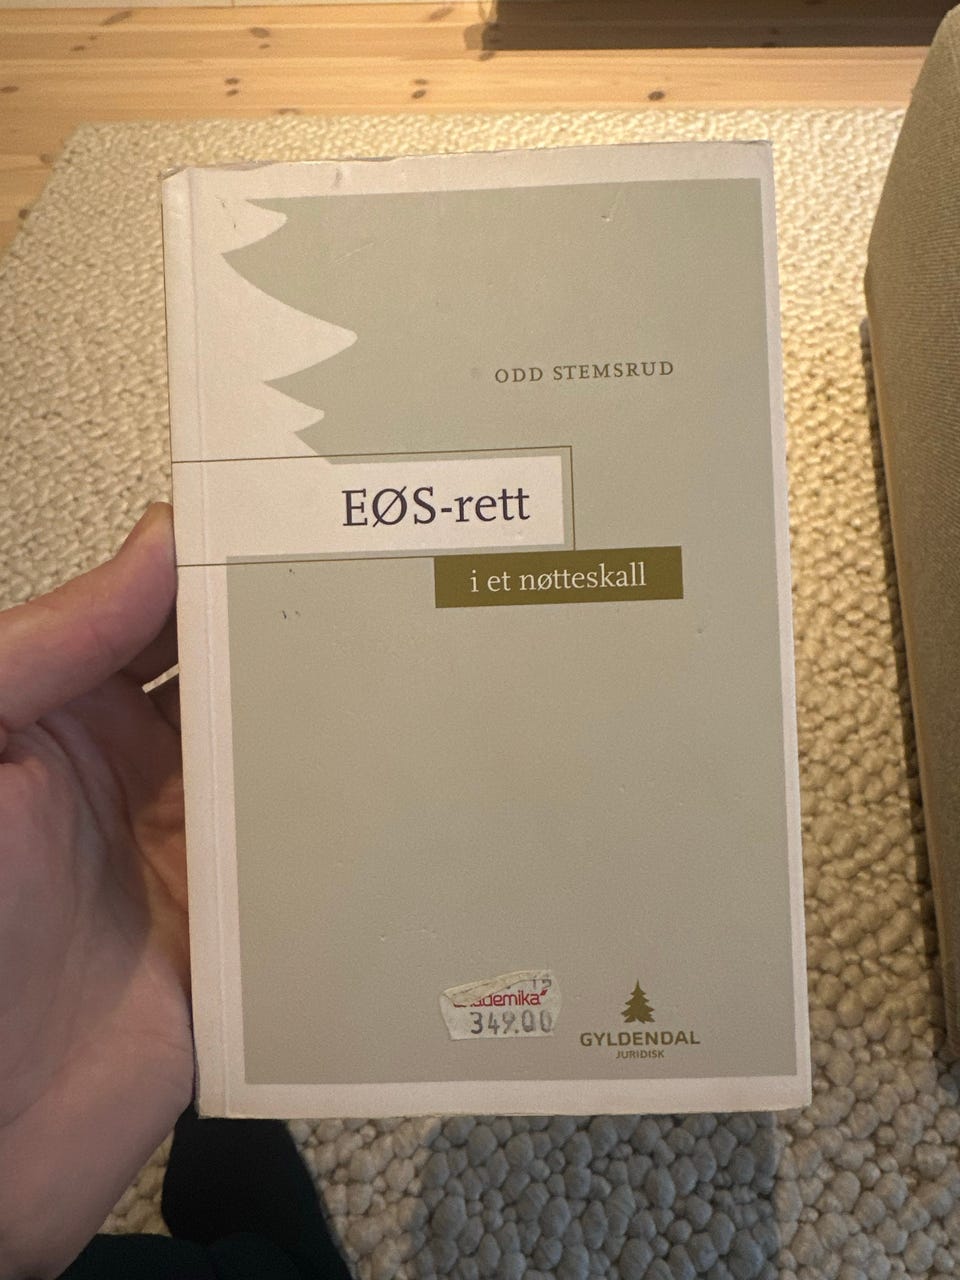 ODD STEMSRUD
EØS-rett
i et nøtteskall
349.00
GYLDENDAL
JURIDISK